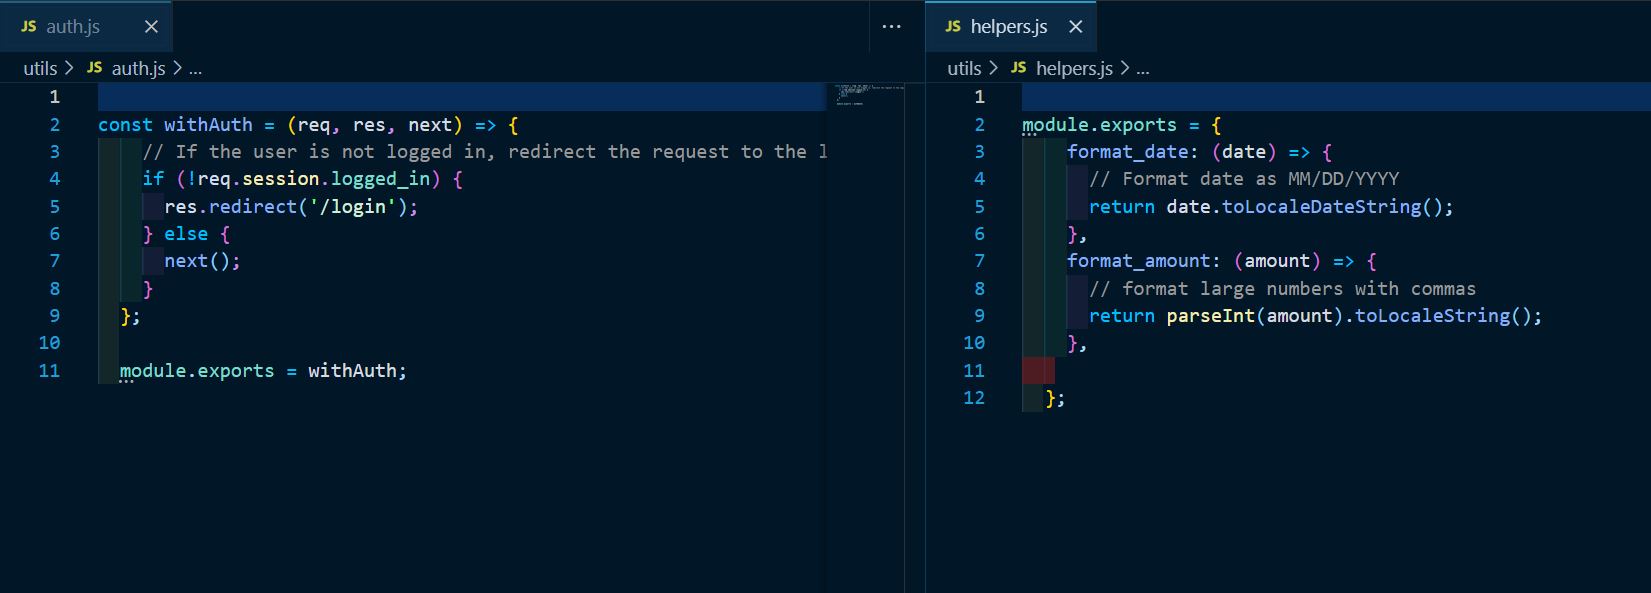 JS auth.js
utils > JS auth.js > ...
1
2 const withAuth = (req, res, next) => {
3 // If the user is not logged in, redirect the request to the l
4 if (!req.session.logged_in) {
5 res.redirect('/login');
6 } else {
7 next();
8 }
9 };
10
11 module.exports = withAuth;
JS helpers.js
utils > JS helpers.js > ...
1
2 module.exports = {
3 format_date: (date) => {
4 // Format date as MM/DD/YYYY
5 return date.toLocaleDateString();
6 },
7 format_amount: (amount) => {
8 // format large numbers with commas
9 return parseInt(amount).toLocaleString();
10 },
11
12 };